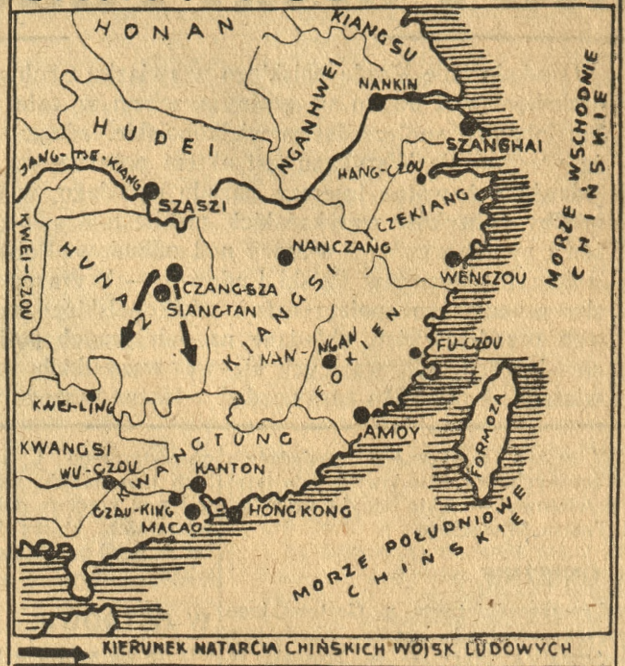 HONAN
KIANGSU
NGANHWEI
NANKIN
HUDEI
SZANGHAI
JANG-TSE-KIANG
HANG-CZOU
SZASZI
CZEKIANG
MORZE WSCHODNIE
CHIŃSKIE
KWEI-CZOU
HUNAN
NANCZANG
WENCZOU
CZANG-SZA
SIANGTAN
KIANGSI
NAN-NGAN
FOKIEN
FU-CZOU
KWEI-LING
AMOY
FORMOZA
KWANGSI
KWANGTUNG
WU-CZOU
KANTON
CZAU-KING
MACAO
HONGKONG
MORZE POŁUDNIOWE
CHIŃSKIE
KIERUNEK NATARCIA CHIŃSKICH WOJSK LUDOWYCH